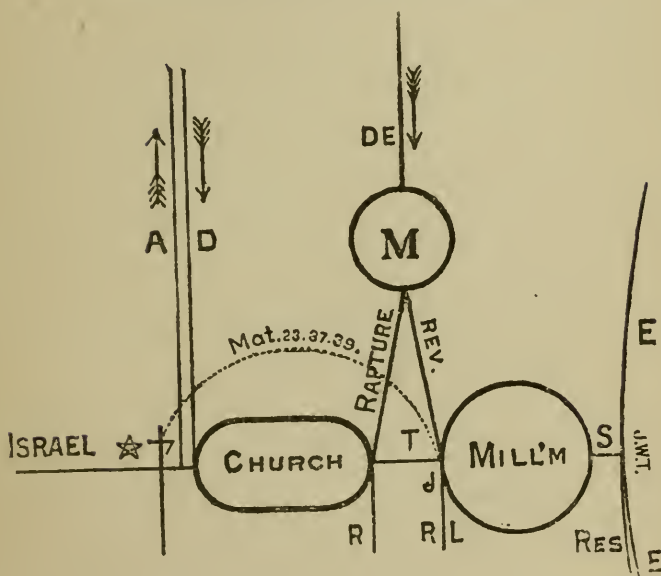 DE
A D
M
Mat.23.37.39.
RAPTURE
REV.
E
ISRAEL
CHURCH
T
MILL'M
S
J.W.T.
J
R
R L
RES
E